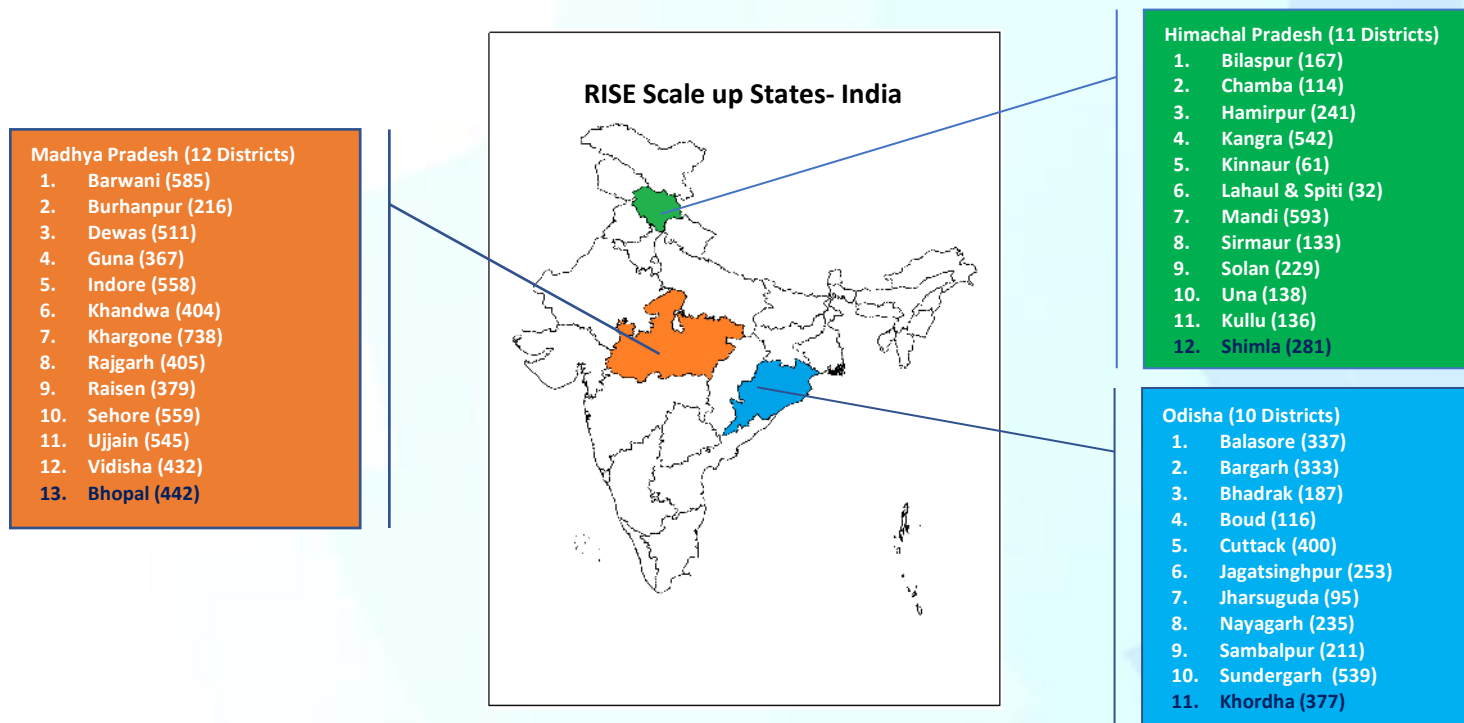 RISE Scale up States- India
Madhya Pradesh (12 Districts)
1. Barwani (585)
2. Burhanpur (216)
3. Dewas (511)
4. Guna (367)
5. Indore (558)
6. Khandwa (404)
7. Khargone (738)
8. Rajgarh (405)
9. Raisen (379)
10. Sehore (559)
11. Ujjain (545)
12. Vidisha (432)
13. Bhopal (442)
Himachal Pradesh (11 Districts)
1. Bilaspur (167)
2. Chamba (114)
3. Hamirpur (241)
4. Kangra (542)
5. Kinnaur (61)
6. Lahaul & Spiti (32)
7. Mandi (593)
8. Sirmaur (133)
9. Solan (229)
10. Una (138)
11. Kullu (136)
12. Shimla (281)
Odisha (10 Districts)
1. Balasore (337)
2. Bargarh (333)
3. Bhadrak (187)
4. Boud (116)
5. Cuttack (400)
6. Jagatsinghpur (253)
7. Jharsuguda (95)
8. Nayagarh (235)
9. Sambalpur (211)
10. Sundergarh (539)
11. Khordha (377)